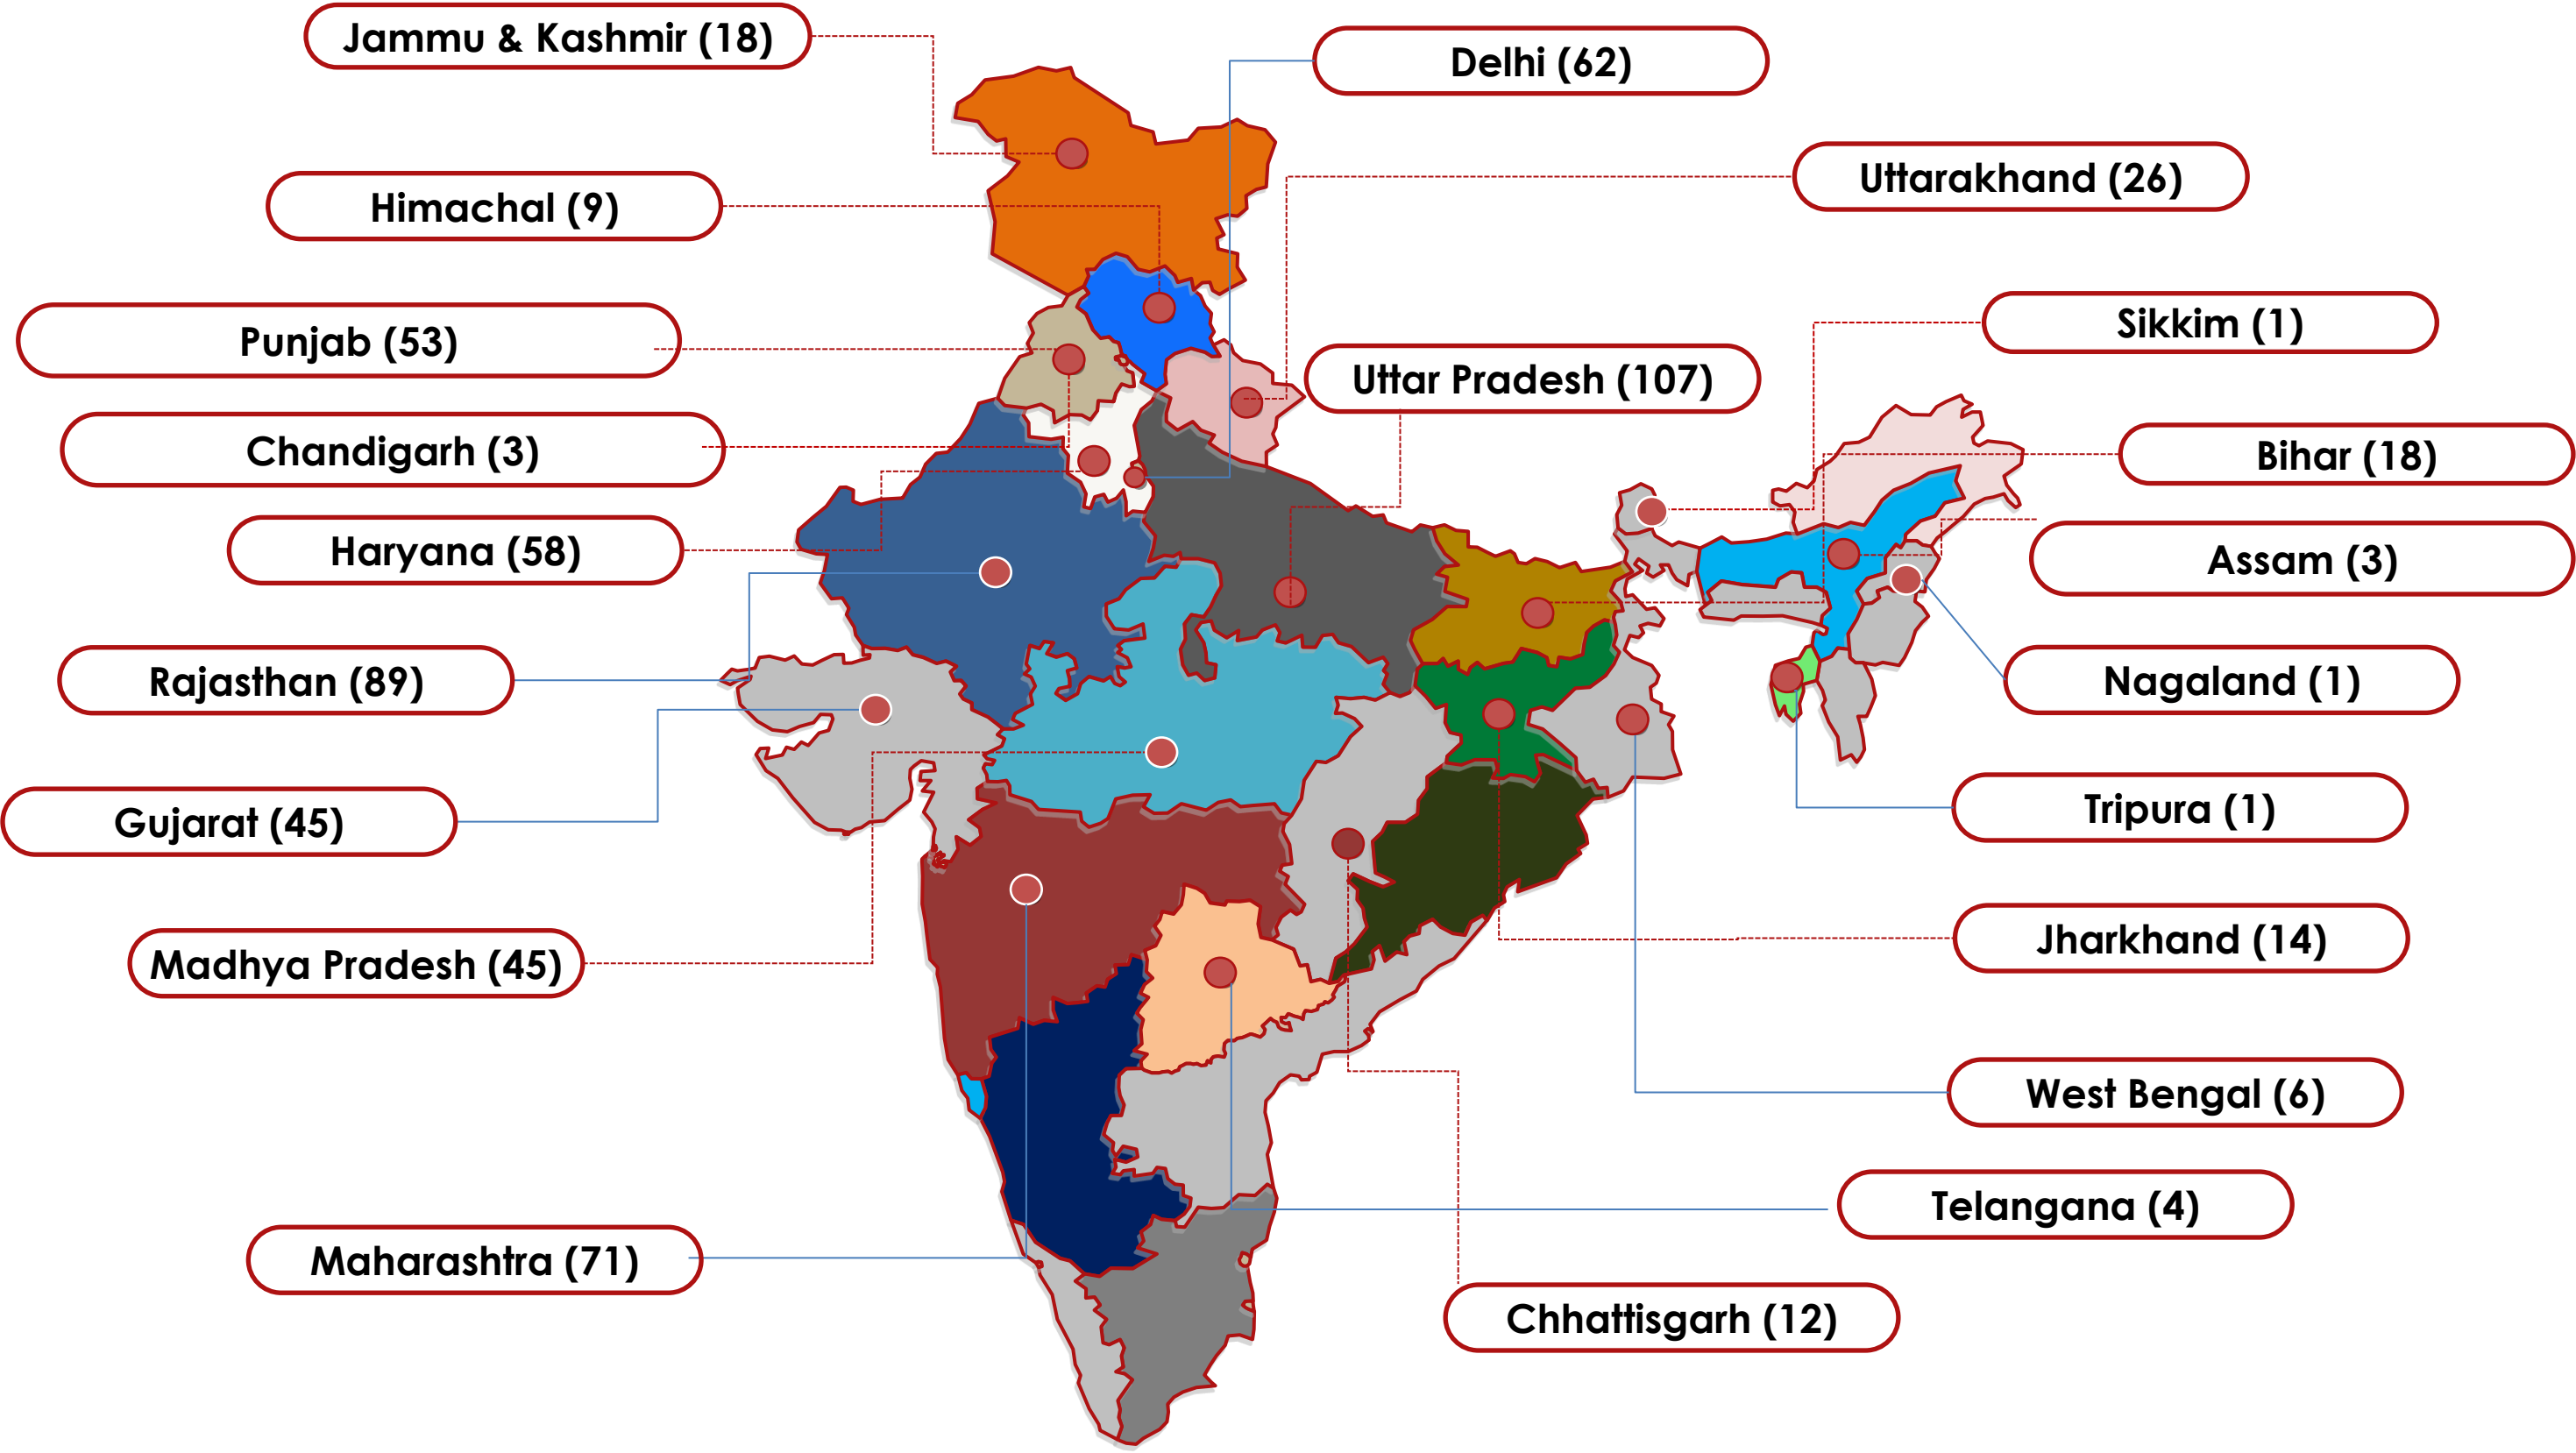 Jammu & Kashmir (18)
Delhi (62)
Uttarakhand (26)
Himachal (9)
Sikkim (1)
Punjab (53)
Uttar Pradesh (107)
Chandigarh (3)
Bihar (18)
Haryana (58)
Assam (3)
Rajasthan (89)
Nagaland (1)
Gujarat (45)
Tripura (1)
Madhya Pradesh (45)
Jharkhand (14)
West Bengal (6)
Telangana (4)
Maharashtra (71)
Chhattisgarh (12)